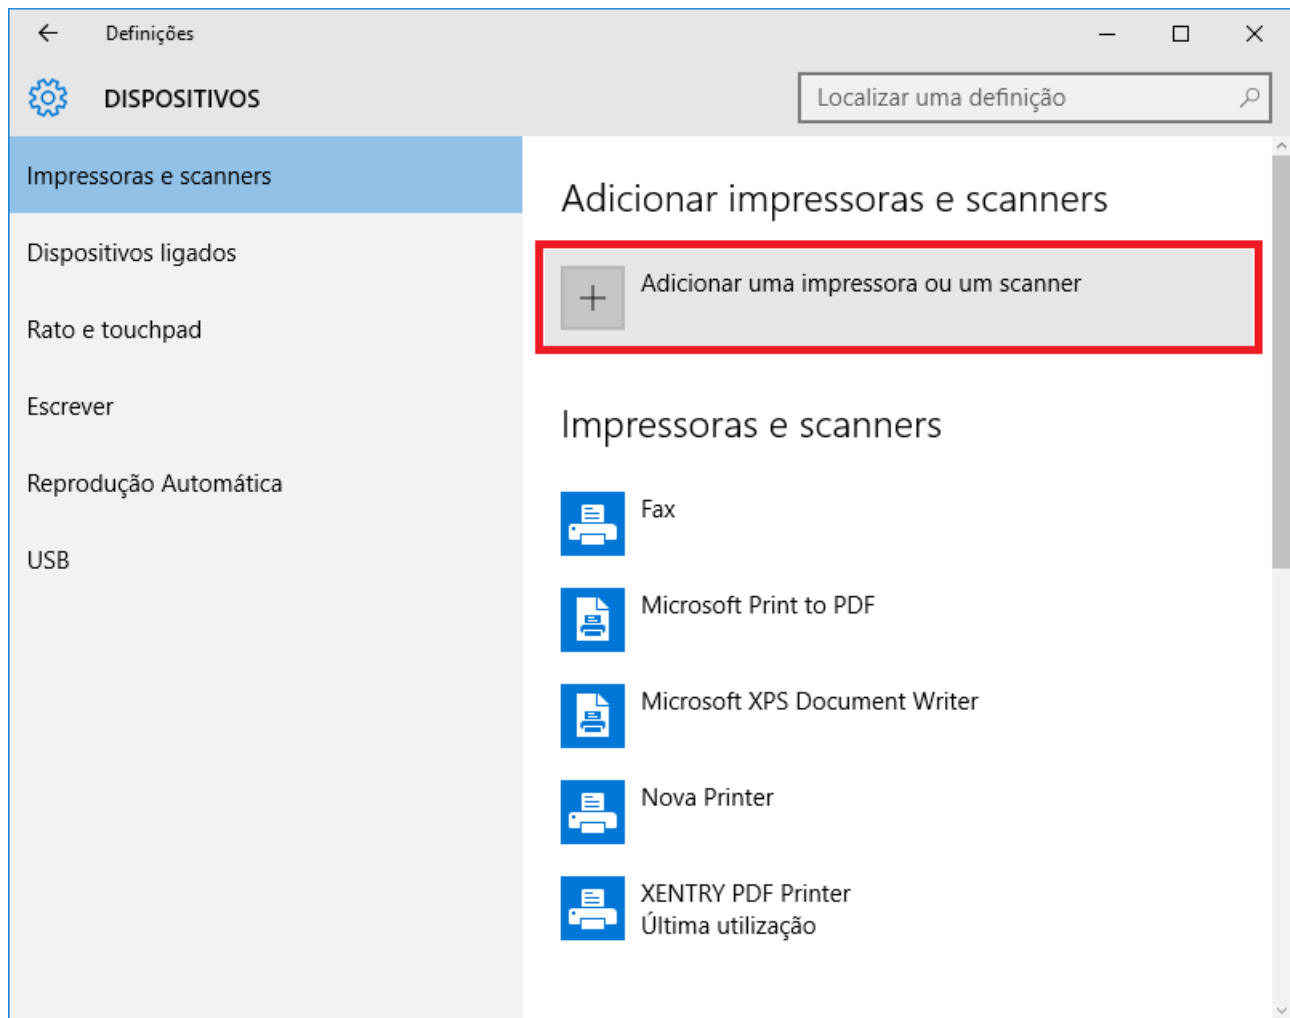 Definições
DISPOSITIVOS
Localizar uma definição
Impressoras e scanners
Dispositivos ligados
Rato e touchpad
Escrever
Reprodução Automática
USB
Adicionar impressoras e scanners
Adicionar uma impressora ou um scanner
Impressoras e scanners
Fax
Microsoft Print to PDF
Microsoft XPS Document Writer
Nova Printer
XENTRY PDF Printer
Última utilização